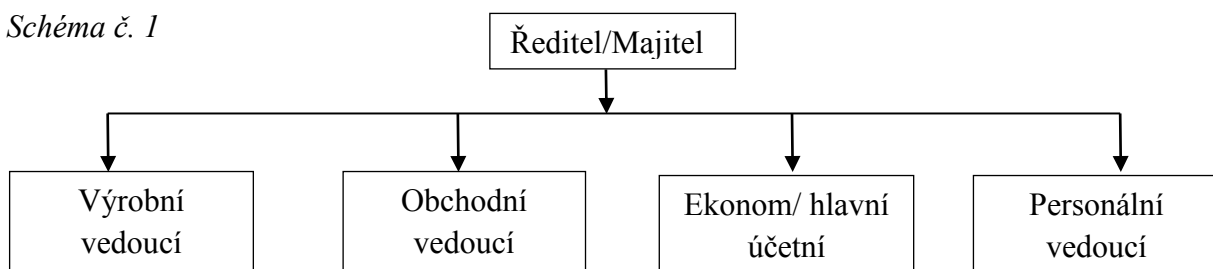 Schéma č. 1
Ředitel/Majitel
Výrobní
vedoucí
Obchodní
vedoucí
Ekonom/ hlavní
účetní
Personální
vedoucí